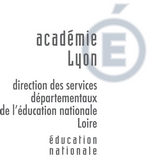 académie
Lyon
direction des services
départementaux
de l'éducation nationale
Loire
éducation
nationale